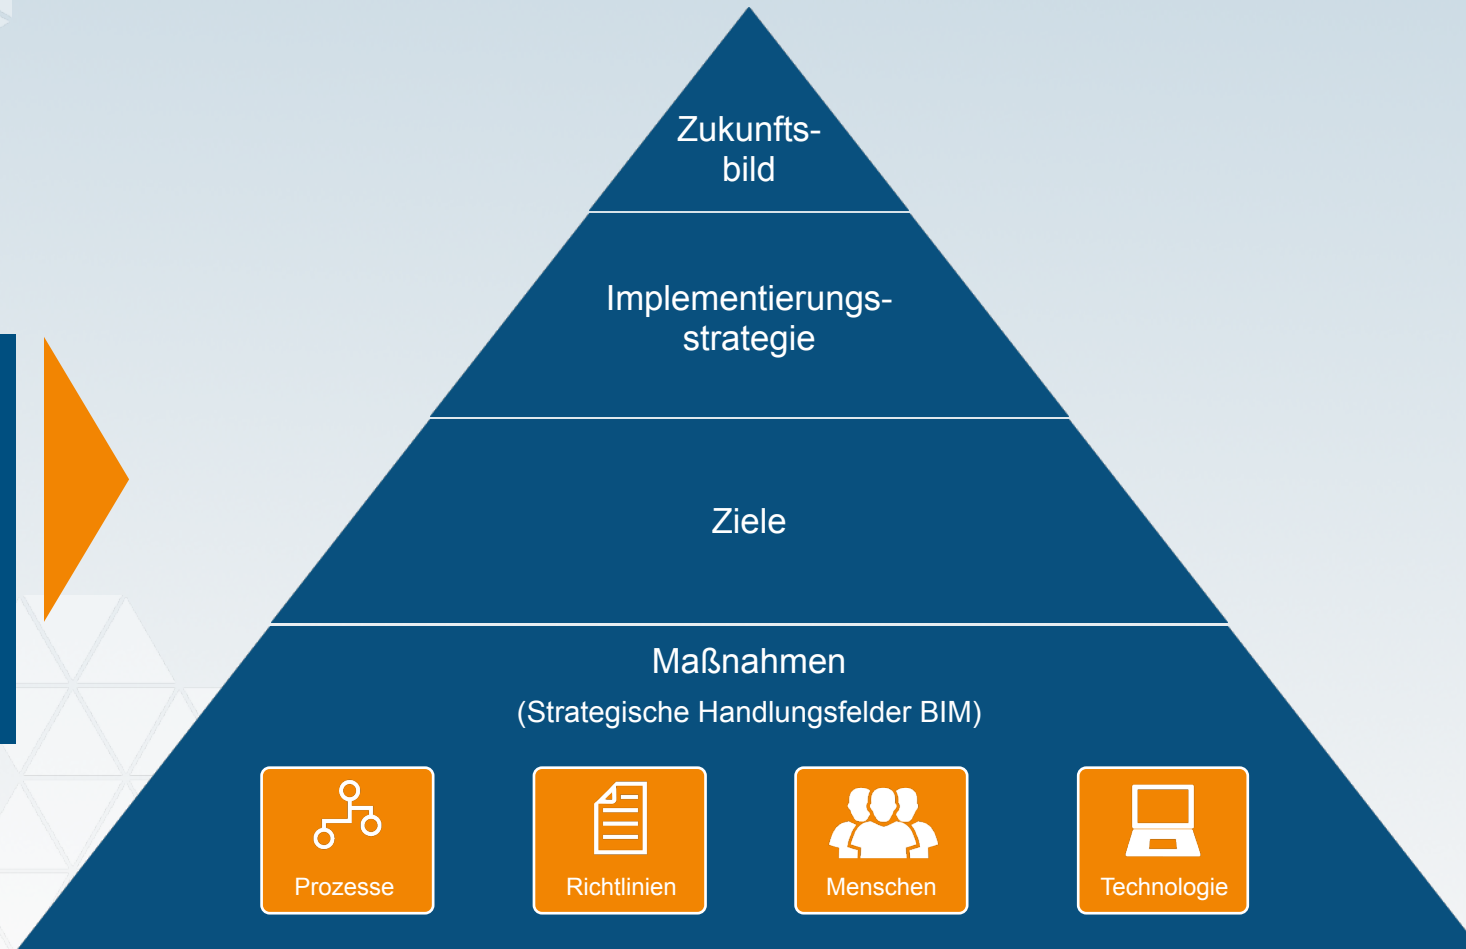 Zukunfts-
bild
Implementierungs-
strategie
Ziele
Maßnahmen
(Strategische Handlungsfelder BIM)
Prozesse
Richtlinien
Menschen
Technologie